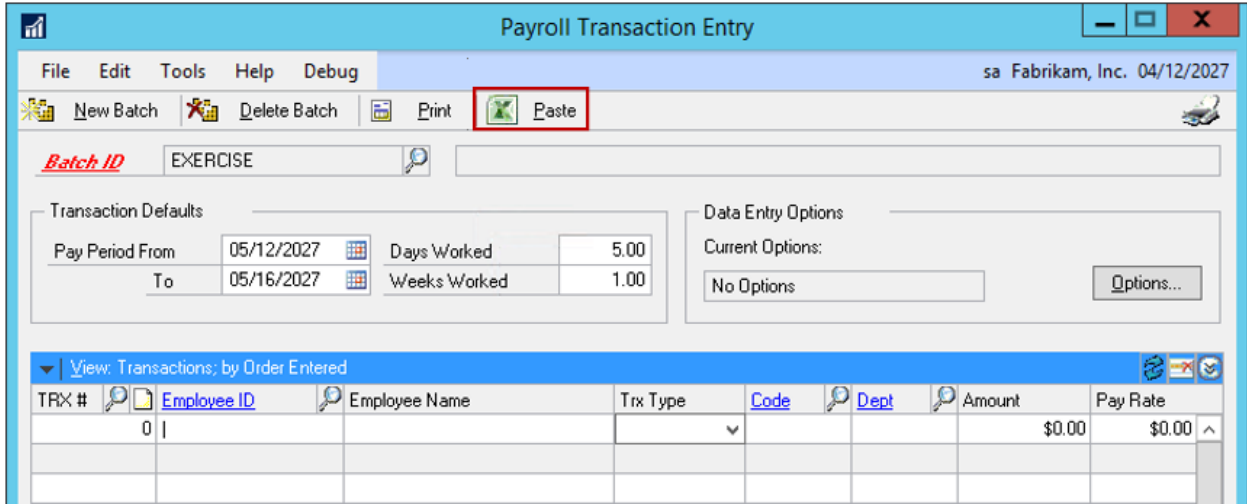 Payroll Transaction Entry
File Edit Tools Help Debug sa Fabrikam, Inc. 04/12/2027
New Batch Delete Batch Print Paste
Batch ID EXERCISE
Transaction Defaults Data Entry Options
Pay Period From 05/12/2027 Days Worked 5.00 Current Options:
To 05/16/2027 Weeks Worked 1.00 No Options Options...
View: Transactions; by Order Entered
TRX # Employee ID Employee Name Trx Type Code Dept Amount Pay Rate
0 $0.00 $0.00